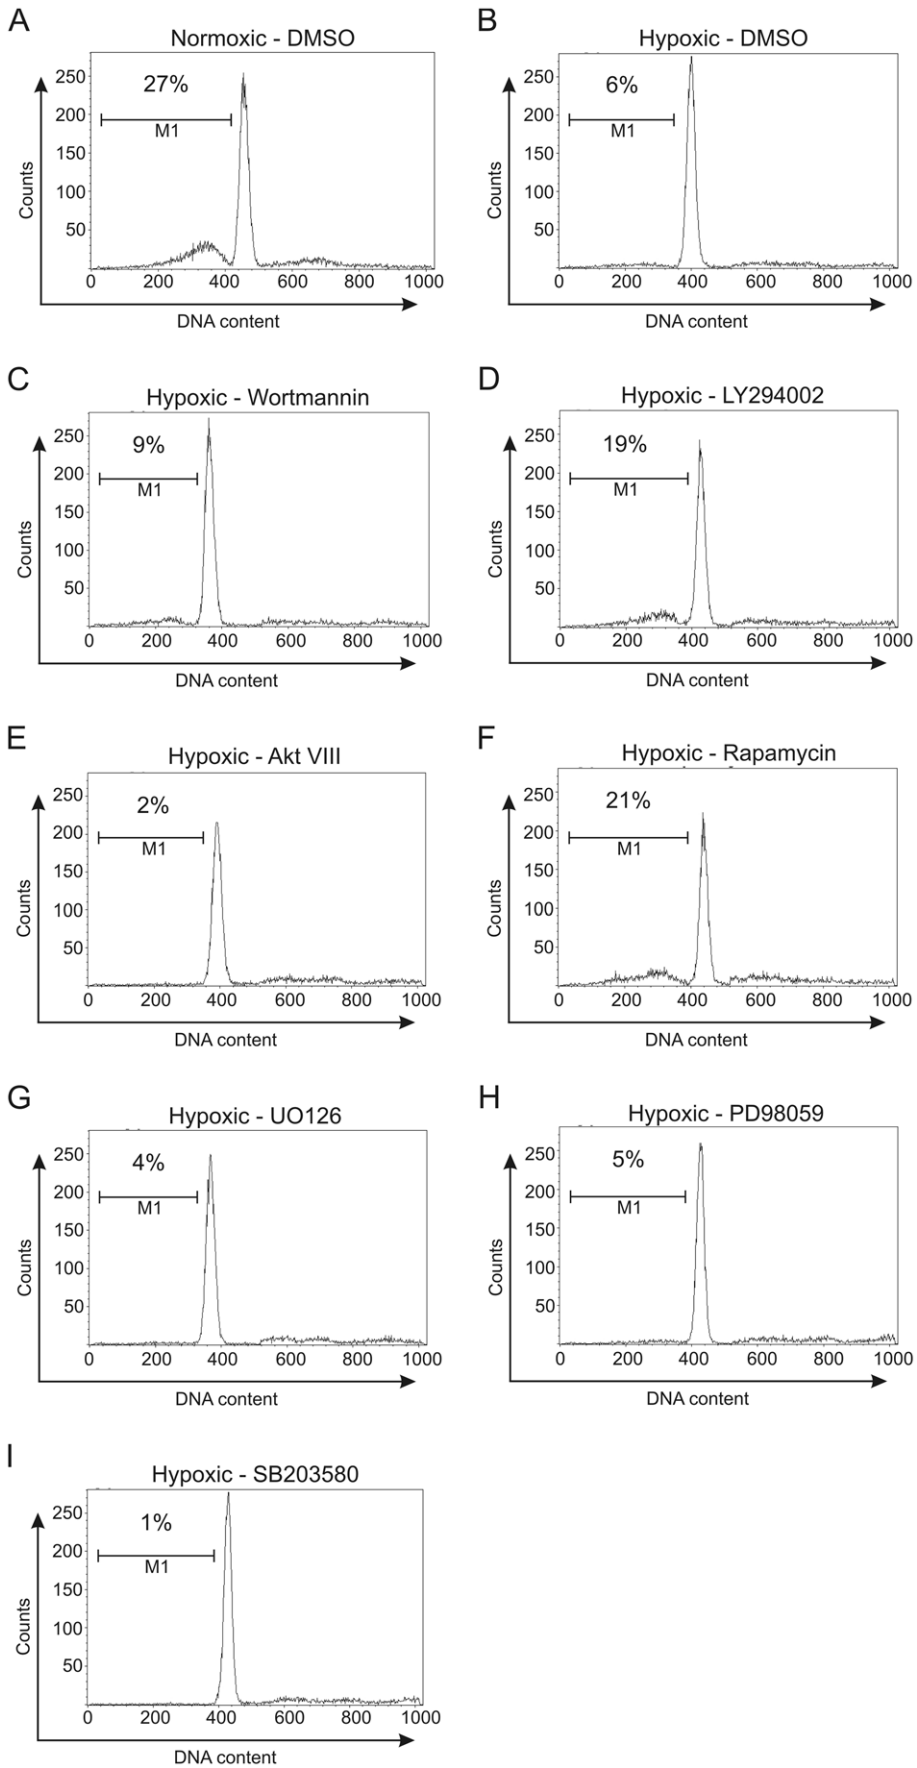 A
Normoxic - DMSO
27%
M1
250
200
150
100
50
Counts
0 200 400 600 800 1000
DNA content
B
Hypoxic - DMSO
6%
M1
250
200
150
100
50
Counts
0 200 400 600 800 1000
DNA content
C
Hypoxic - Wortmannin
9%
M1
250
200
150
100
50
Counts
0 200 400 600 800 1000
DNA content
D
Hypoxic - LY294002
19%
M1
250
200
150
100
50
Counts
0 200 400 600 800 1000
DNA content
E
Hypoxic - Akt VIII
2%
M1
250
200
150
100
50
Counts
0 200 400 600 800 1000
DNA content
F
Hypoxic - Rapamycin
21%
M1
250
200
150
100
50
Counts
0 200 400 600 800 1000
DNA content
G
Hypoxic - UO126
4%
M1
250
200
150
100
50
Counts
0 200 400 600 800 1000
DNA content
H
Hypoxic - PD98059
5%
M1
250
200
150
100
50
Counts
0 200 400 600 800 1000
DNA content
I
Hypoxic - SB203580
1%
M1
250
200
150
100
50
Counts
0 200 400 600 800 1000
DNA content